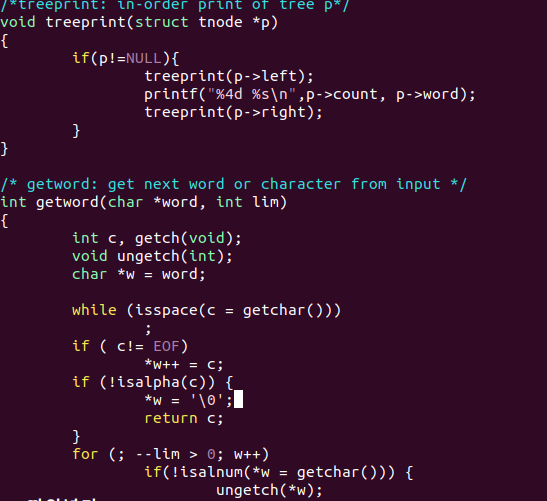 /*treeprint: in-order print of tree p*/
void treeprint(struct tnode *p)
{
        if(p!=NULL){
                treeprint(p->left);
                printf("%4d %s\n",p->count, p->word);
                treeprint(p->right);
        }
}

/* getword: get next word or character from input */
int getword(char *word, int lim)
{
        int c, getch(void);
        void ungetch(int);
        char *w = word;

        while (isspace(c = getchar()))
                ;
        if ( c!= EOF)
                *w++ = c;
        if (!isalpha(c)) {
                *w = '\0';
                return c;
        }
        for (; --lim > 0; w++)
                if(!isalnum(*w = getchar())) {
                        ungetch(*w);